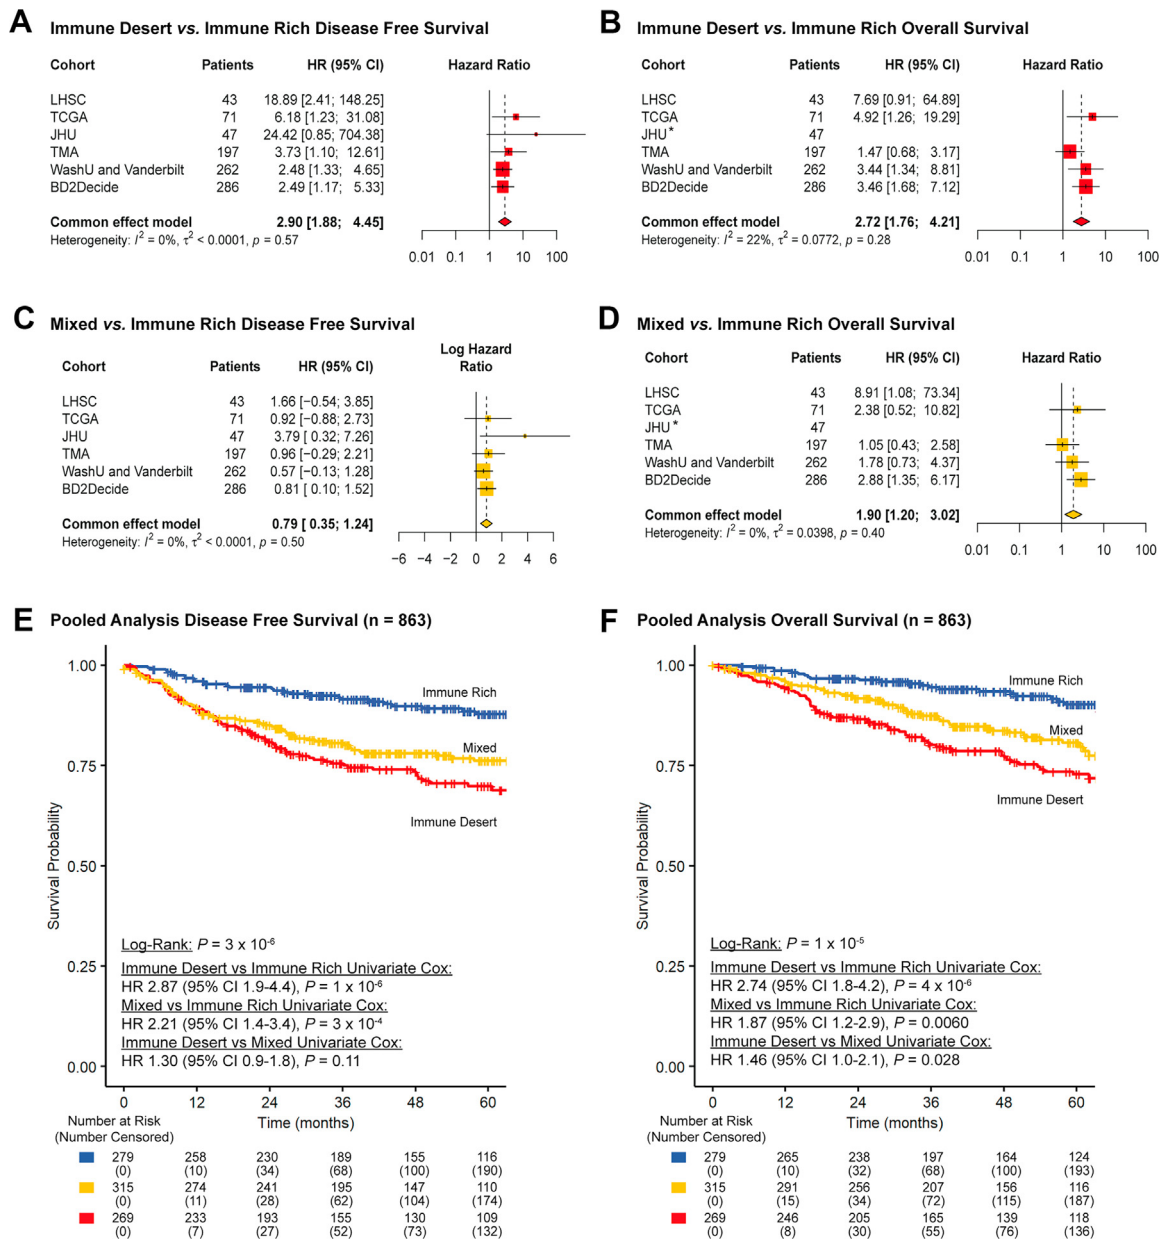 A Immune Desert vs. Immune Rich Disease Free Survival
Cohort Patients HR (95% CI) Hazard Ratio
LHSC 43 18.89 [2.41; 148.25]
TCGA 71 6.18 [1.23; 31.08]
JHU 47 24.42 [0.85; 704.38]
TMA 197 3.73 [1.10; 12.61]
WashU and Vanderbilt 262 2.48 [1.33; 4.65]
BD2Decide 286 2.49 [1.17; 5.33]
Common effect model 2.90 [1.88; 4.45]
Heterogeneity: I² = 0%, τ² < 0.0001, p = 0.57
0.01 0.1 1 10 100
B Immune Desert vs. Immune Rich Overall Survival
Cohort Patients HR (95% CI) Hazard Ratio
LHSC 43 7.69 [0.91; 64.89]
TCGA 71 4.92 [1.26; 19.29]
JHU* 47
TMA 197 1.47 [0.68; 3.17]
WashU and Vanderbilt 262 3.44 [1.34; 8.81]
BD2Decide 286 3.46 [1.68; 7.12]
Common effect model 2.72 [1.76; 4.21]
Heterogeneity: I² = 22%, τ² = 0.0772, p = 0.28
0.01 0.1 1 10 100
C Mixed vs. Immune Rich Disease Free Survival
Log Hazard
Cohort Patients HR (95% CI) Ratio
LHSC 43 1.66 [−0.54; 3.85]
TCGA 71 0.92 [−0.88; 2.73]
JHU 47 3.79 [ 0.32; 7.26]
TMA 197 0.96 [−0.29; 2.21]
WashU and Vanderbilt 262 0.57 [−0.13; 1.28]
BD2Decide 286 0.81 [ 0.10; 1.52]
Common effect model 0.79 [ 0.35; 1.24]
Heterogeneity: I² = 0%, τ² < 0.0001, p = 0.50
−6 −4 −2 0 2 4 6
D Mixed vs. Immune Rich Overall Survival
Cohort Patients HR (95% CI) Hazard Ratio
LHSC 43 8.91 [1.08; 73.34]
TCGA 71 2.38 [0.52; 10.82]
JHU* 47
TMA 197 1.05 [0.43; 2.58]
WashU and Vanderbilt 262 1.78 [0.73; 4.37]
BD2Decide 286 2.88 [1.35; 6.17]
Common effect model 1.90 [1.20; 3.02]
Heterogeneity: I² = 0%, τ² = 0.0398, p = 0.40
0.01 0.1 1 10 100
E Pooled Analysis Disease Free Survival (n = 863)
Survival Probability
1.00
0.75
0.50
0.25
0.00
Immune Rich
Mixed
Immune Desert
Log-Rank: P = 3 x 10⁻⁶
Immune Desert vs Immune Rich Univariate Cox:
HR 2.87 (95% CI 1.9-4.4), P = 1 x 10⁻⁶
Mixed vs Immune Rich Univariate Cox:
HR 2.21 (95% CI 1.4-3.4), P = 3 x 10⁻⁴
Immune Desert vs Mixed Univariate Cox:
HR 1.30 (95% CI 0.9-1.8), P = 0.11
0 12 24 36 48 60
Time (months)
Number at Risk
(Number Censored)
279 258 230 189 155 116
(0) (10) (34) (68) (100) (190)
315 274 241 195 147 110
(0) (11) (28) (62) (104) (174)
269 233 193 155 130 109
(0) (7) (27) (52) (73) (132)
F Pooled Analysis Overall Survival (n = 863)
Survival Probability
1.00
0.75
0.50
0.25
0.00
Immune Rich
Mixed
Immune Desert
Log-Rank: P = 1 x 10⁻⁵
Immune Desert vs Immune Rich Univariate Cox:
HR 2.74 (95% CI 1.8-4.2), P = 4 x 10⁻⁶
Mixed vs Immune Rich Univariate Cox:
HR 1.87 (95% CI 1.2-2.9), P = 0.0060
Immune Desert vs Mixed Univariate Cox:
HR 1.46 (95% CI 1.0-2.1), P = 0.028
0 12 24 36 48 60
Time (months)
Number at Risk
(Number Censored)
279 265 238 197 164 124
(0) (10) (32) (68) (100) (193)
315 291 256 207 156 116
(0) (15) (34) (72) (115) (187)
269 246 205 165 139 118
(0) (8) (30) (55) (76) (136)